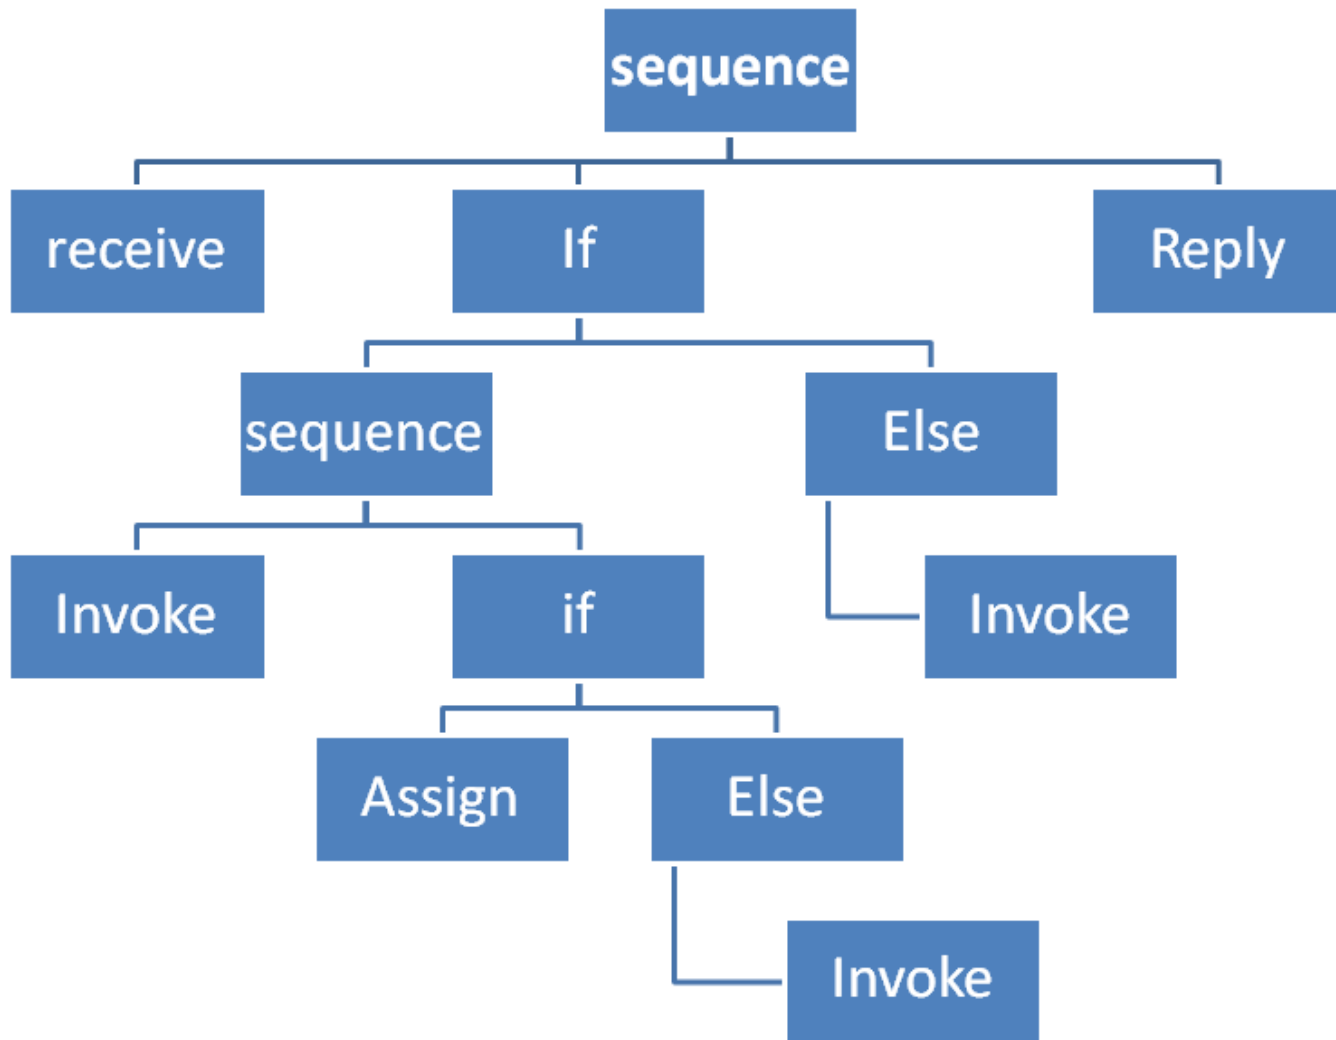 sequence
receive
If
Reply
sequence
Else
Invoke
if
Invoke
Assign
Else
Invoke